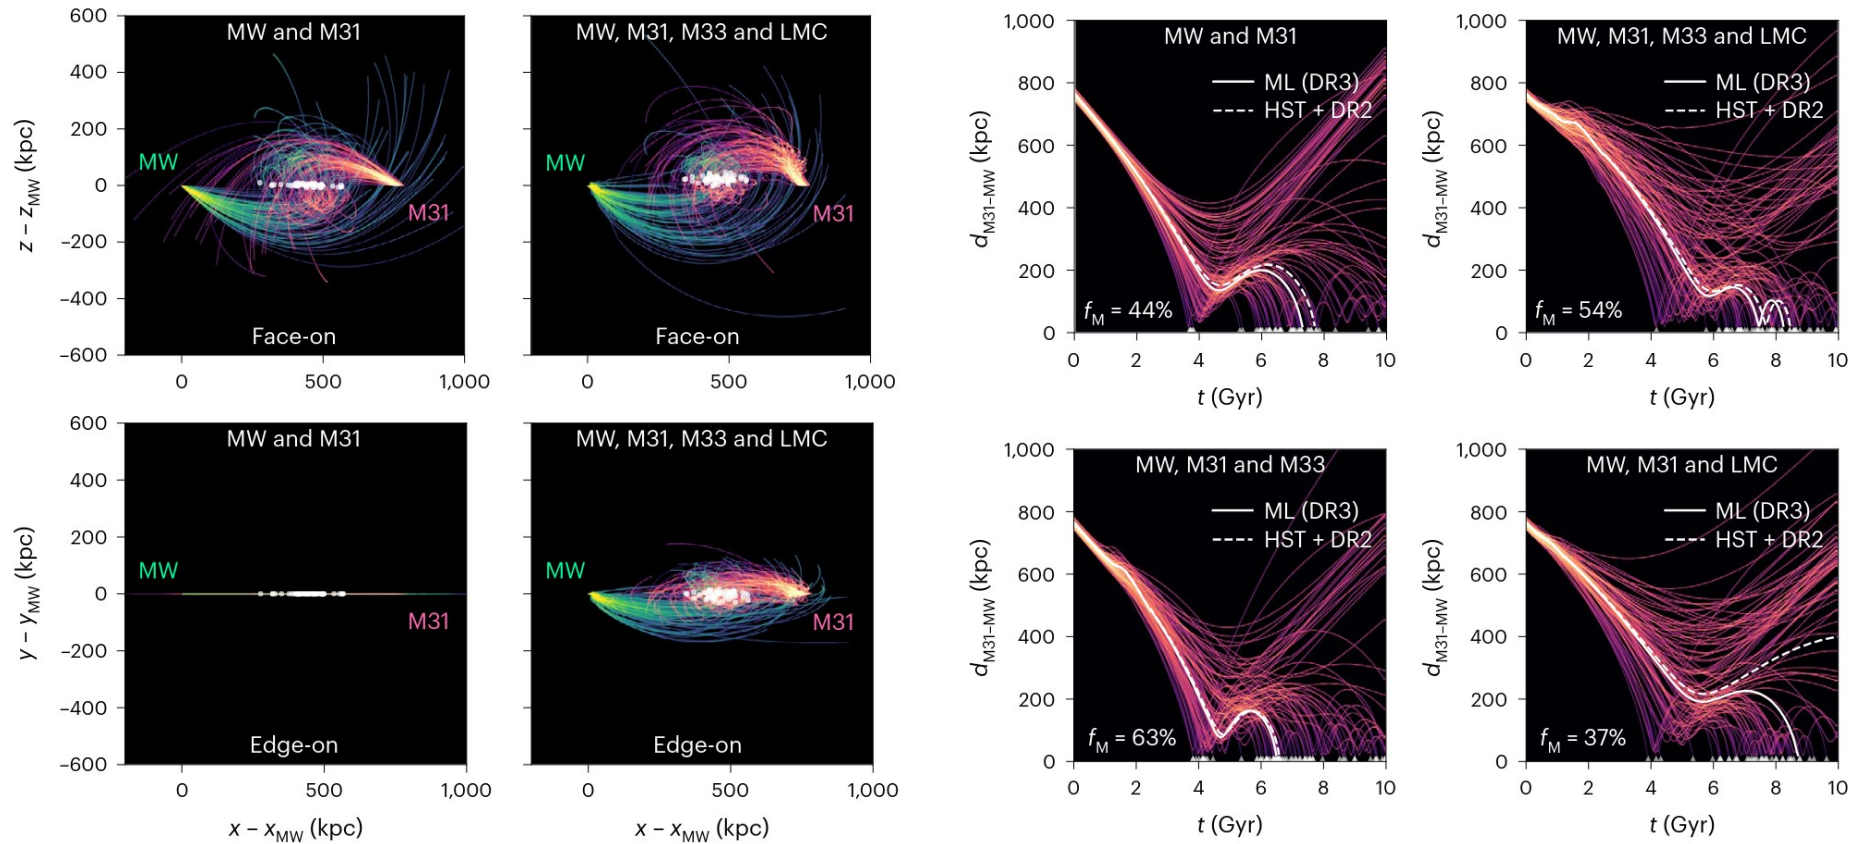 MW and M31
z – zMW (kpc)
600
400
200
0
–200
–400
–600
MW
M31
Face-on
0
500
1,000
MW, M31, M33 and LMC
MW
M31
Face-on
0
500
1,000
MW and M31
y – yMW (kpc)
600
400
200
0
–200
–400
–600
MW
M31
Edge-on
0
500
1,000
x – xMW (kpc)
MW, M31, M33 and LMC
MW
M31
Edge-on
0
500
1,000
x – xMW (kpc)
MW and M31
ML (DR3)
HST + DR2
dM31–MW (kpc)
1,000
800
600
400
200
0
fM = 44%
0 2 4 6 8 10
t (Gyr)
MW, M31, M33 and LMC
ML (DR3)
HST + DR2
dM31–MW (kpc)
1,000
800
600
400
200
0
fM = 54%
0 2 4 6 8 10
t (Gyr)
MW, M31 and M33
ML (DR3)
HST + DR2
dM31–MW (kpc)
1,000
800
600
400
200
0
fM = 63%
0 2 4 6 8 10
t (Gyr)
MW, M31 and LMC
ML (DR3)
HST + DR2
dM31–MW (kpc)
1,000
800
600
400
200
0
fM = 37%
0 2 4 6 8 10
t (Gyr)